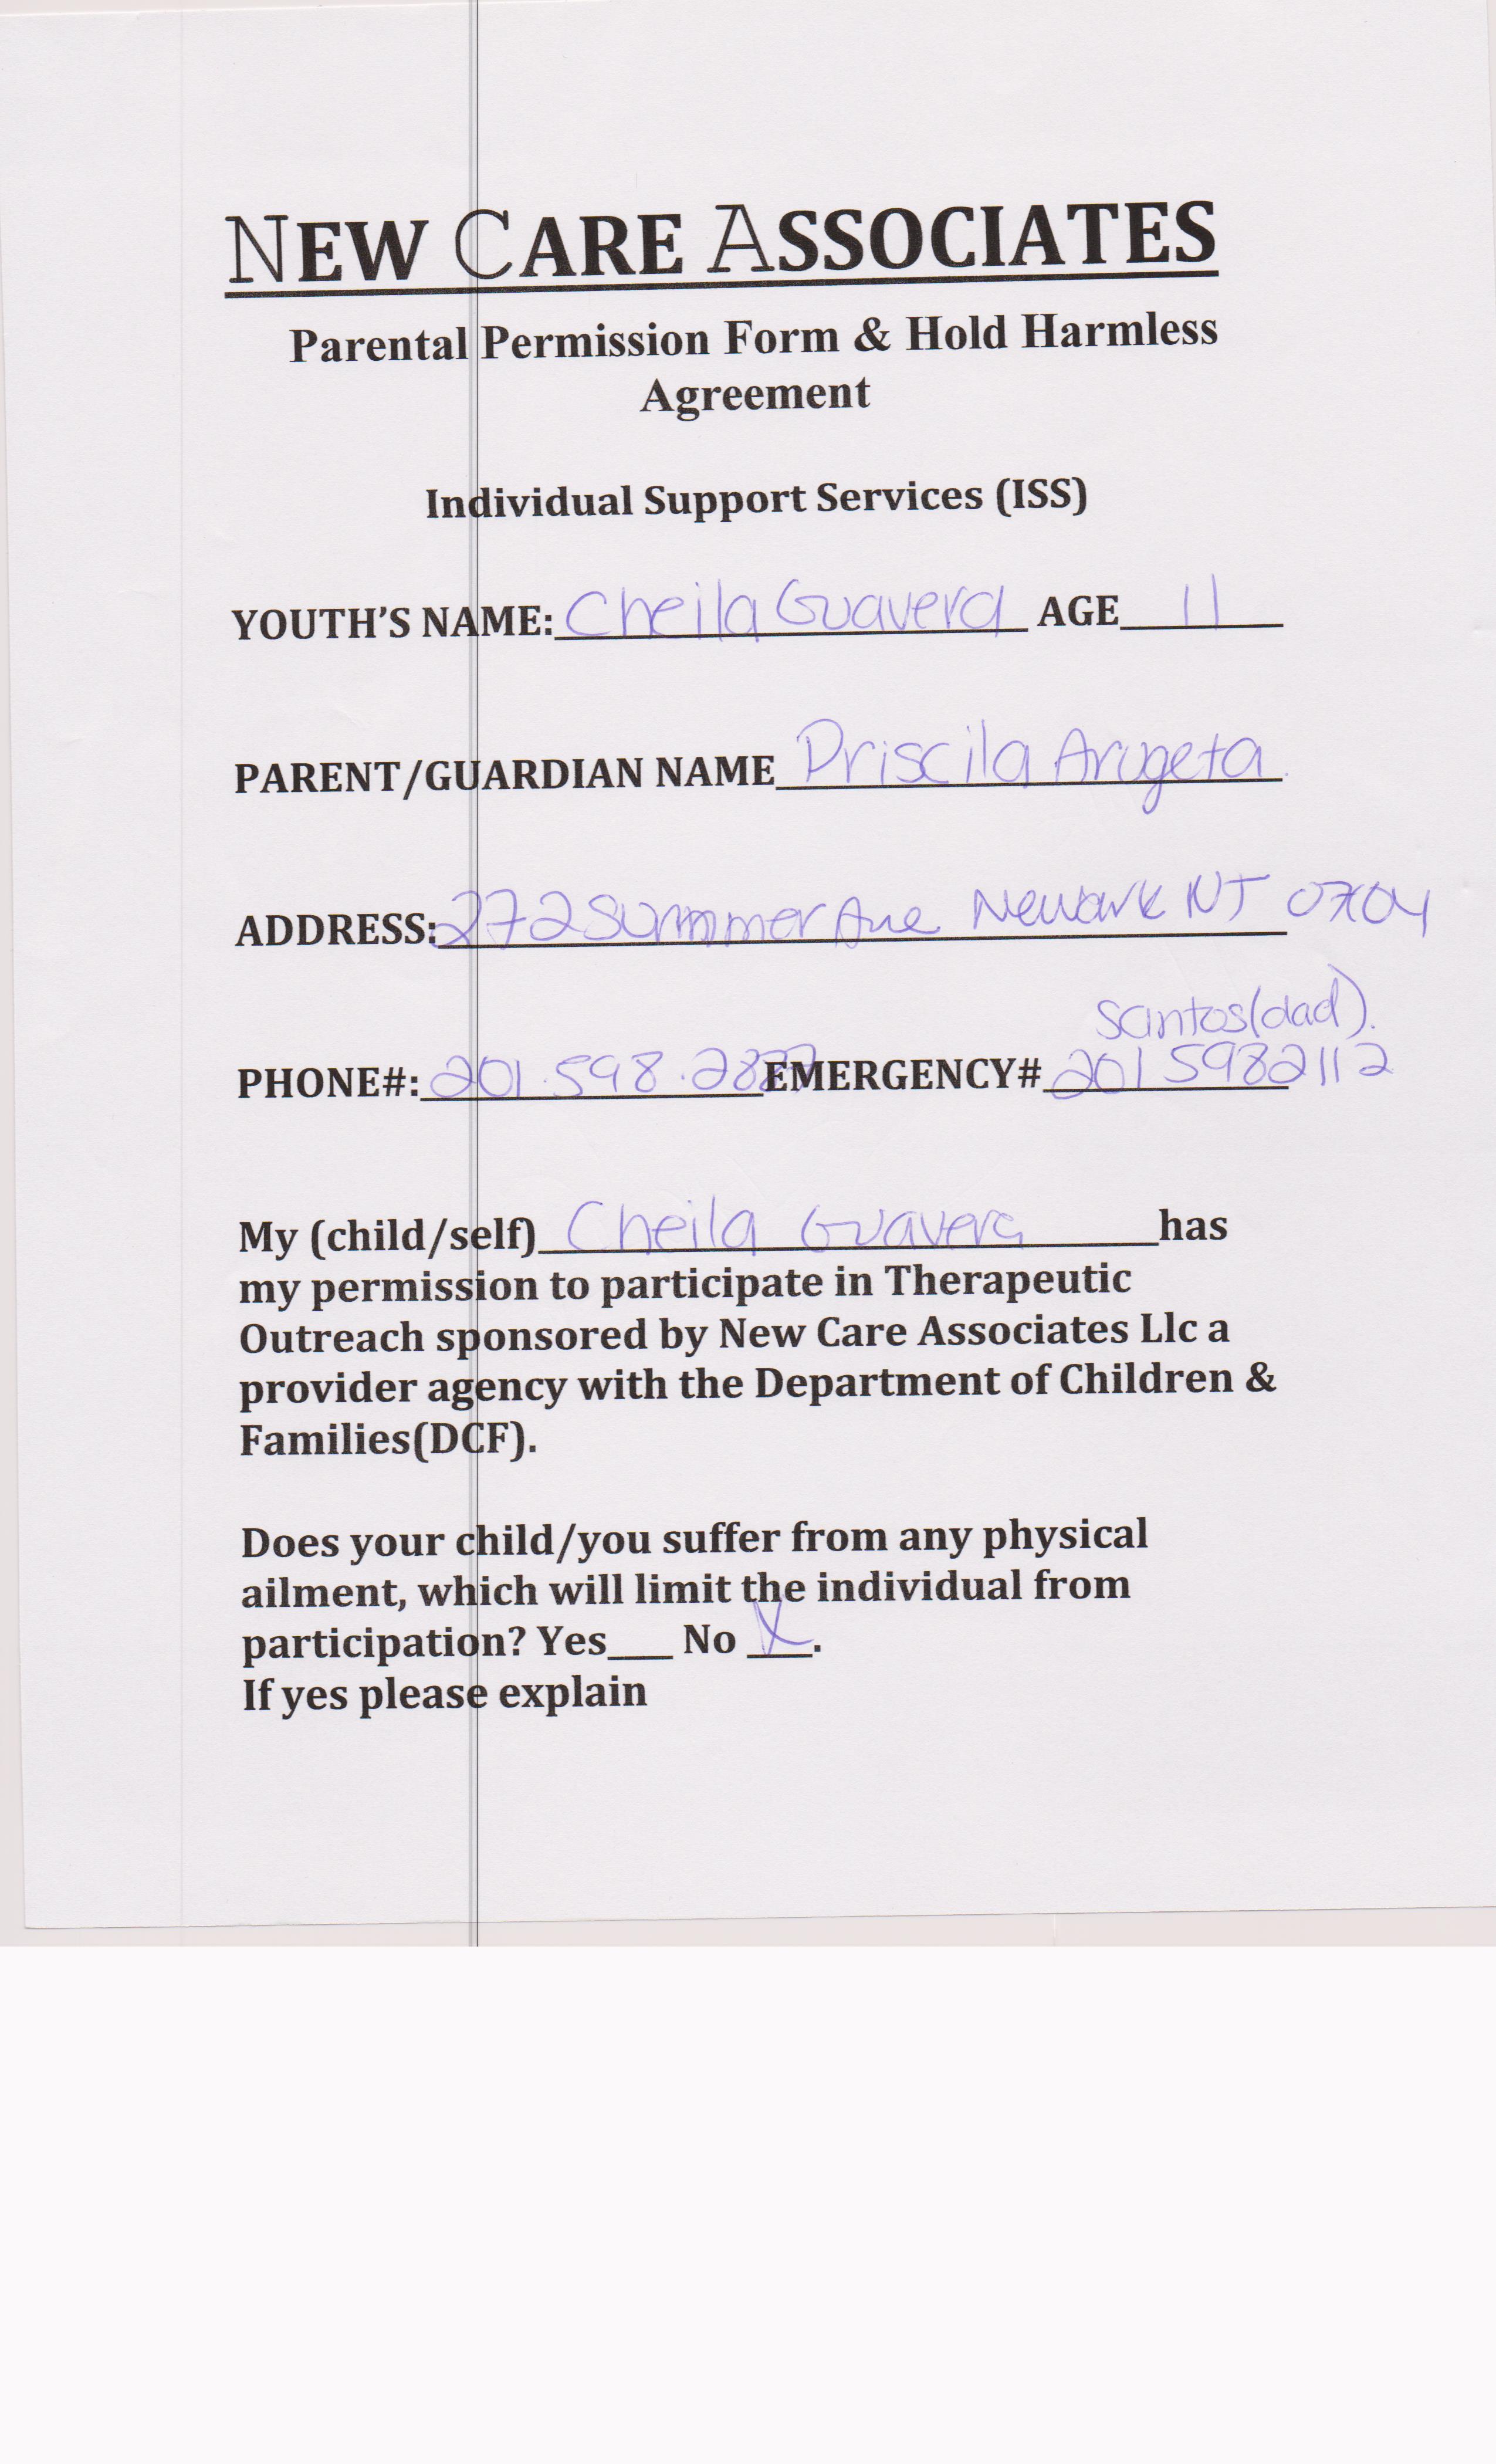 NEW CARE ASSOCIATES
Parental Permission Form & Hold Harmless
Agreement
Individual Support Services (ISS)
YOUTH'S NAME: Cheila Guavera AGE 11
PARENT/GUARDIAN NAME Priscila Arugeta
ADDRESS: 272 Summer Ave Newark NJ 07104
Santos (dad).
PHONE#: 201.598. EMERGENCY# 201 5982112
My (child/self) Cheila Guavera has
my permission to participate in Therapeutic
Outreach sponsored by New Care Associates Llc a
provider agency with the Department of Children &
Families(DCF).
Does your child/you suffer from any physical
ailment, which will limit the individual from
participation? Yes___ No X.
If yes please explain